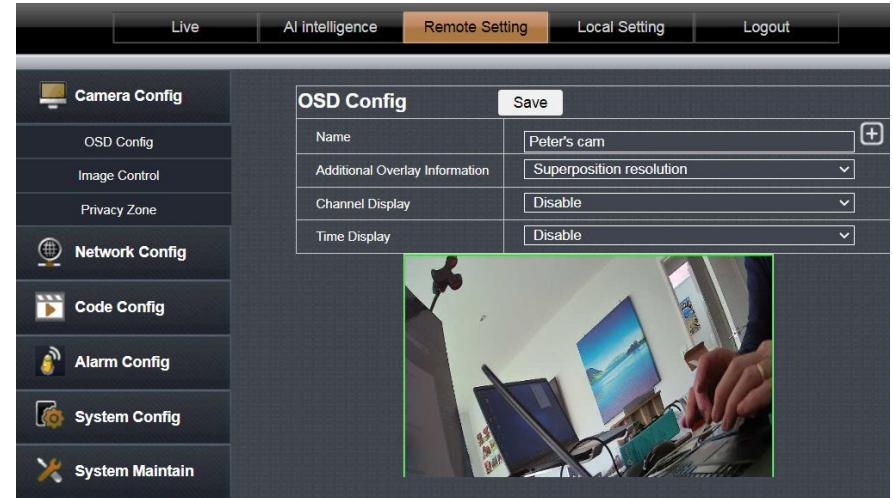 Live AI intelligence Remote Setting Local Setting Logout
Camera Config
OSD Config
Image Control
Privacy Zone
Network Config
Code Config
Alarm Config
System Config
System Maintain
OSD Config Save
Name Peter's cam
Additional Overlay Information Superposition resolution
Channel Display Disable
Time Display Disable